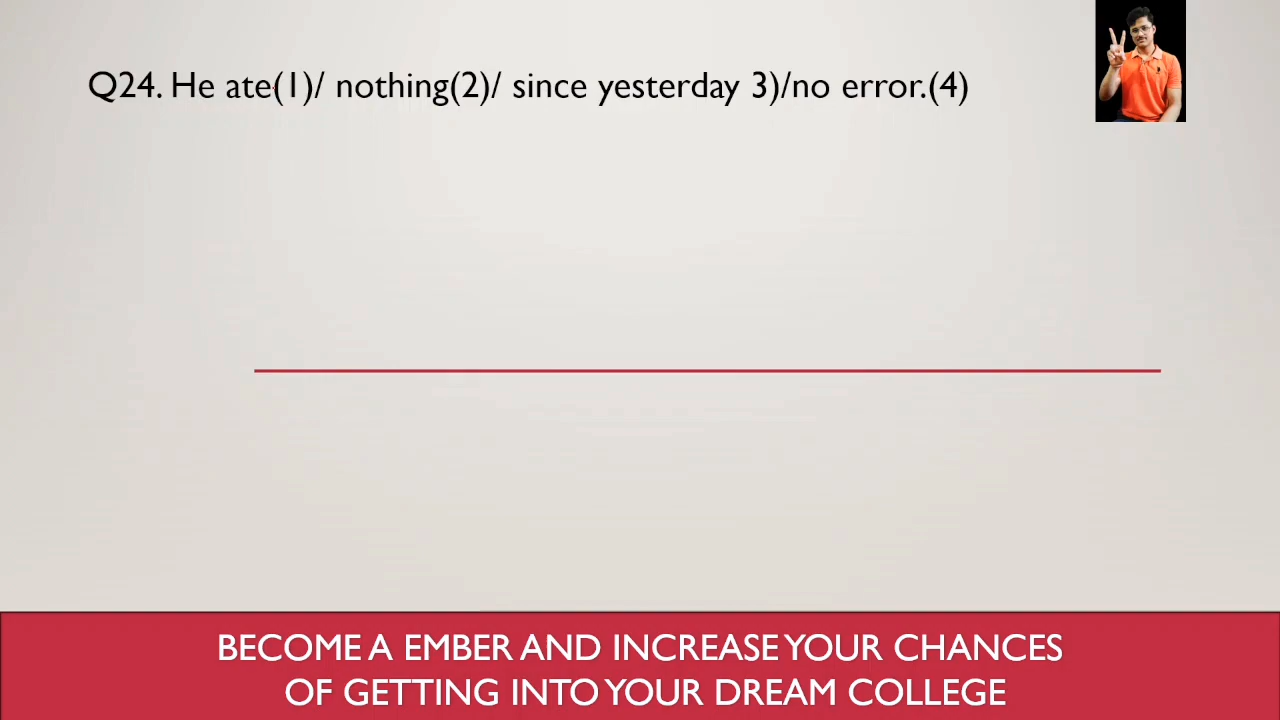 Q24. He ate(1)/ nothing(2)/ since yesterday 3)/no error.(4)
BECOME A EMBER AND INCREASE YOUR CHANCES
OF GETTING INTO YOUR DREAM COLLEGE